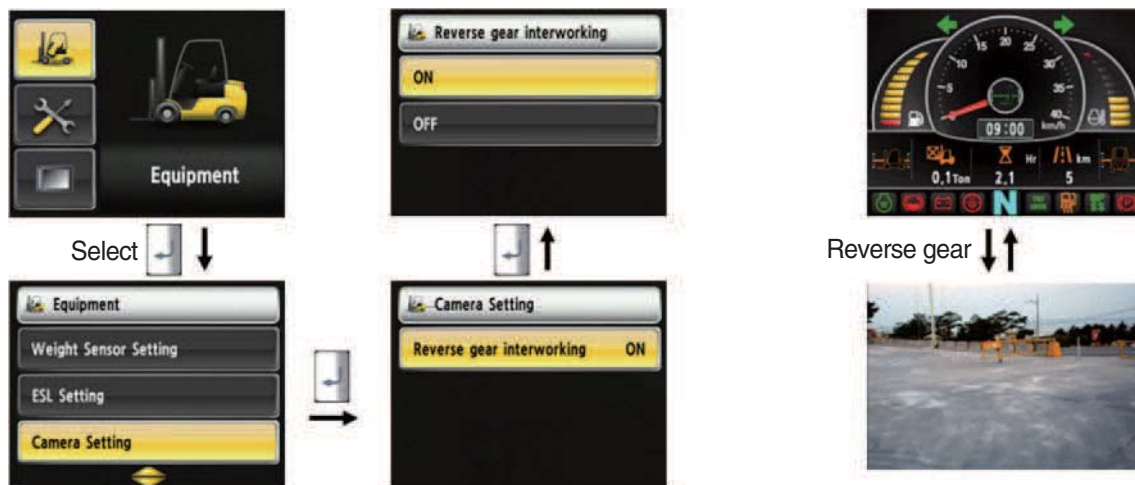 Equipment
Select
Equipment
Weight Sensor Setting
ESL Setting
Camera Setting
Reverse gear interworking
ON
OFF
Camera Setting
Reverse gear interworking ON
5
10
15
20
25
30
35
40
km/h
09:00
0.1Ton
2.1
Hr
5
km
N
Reverse gear